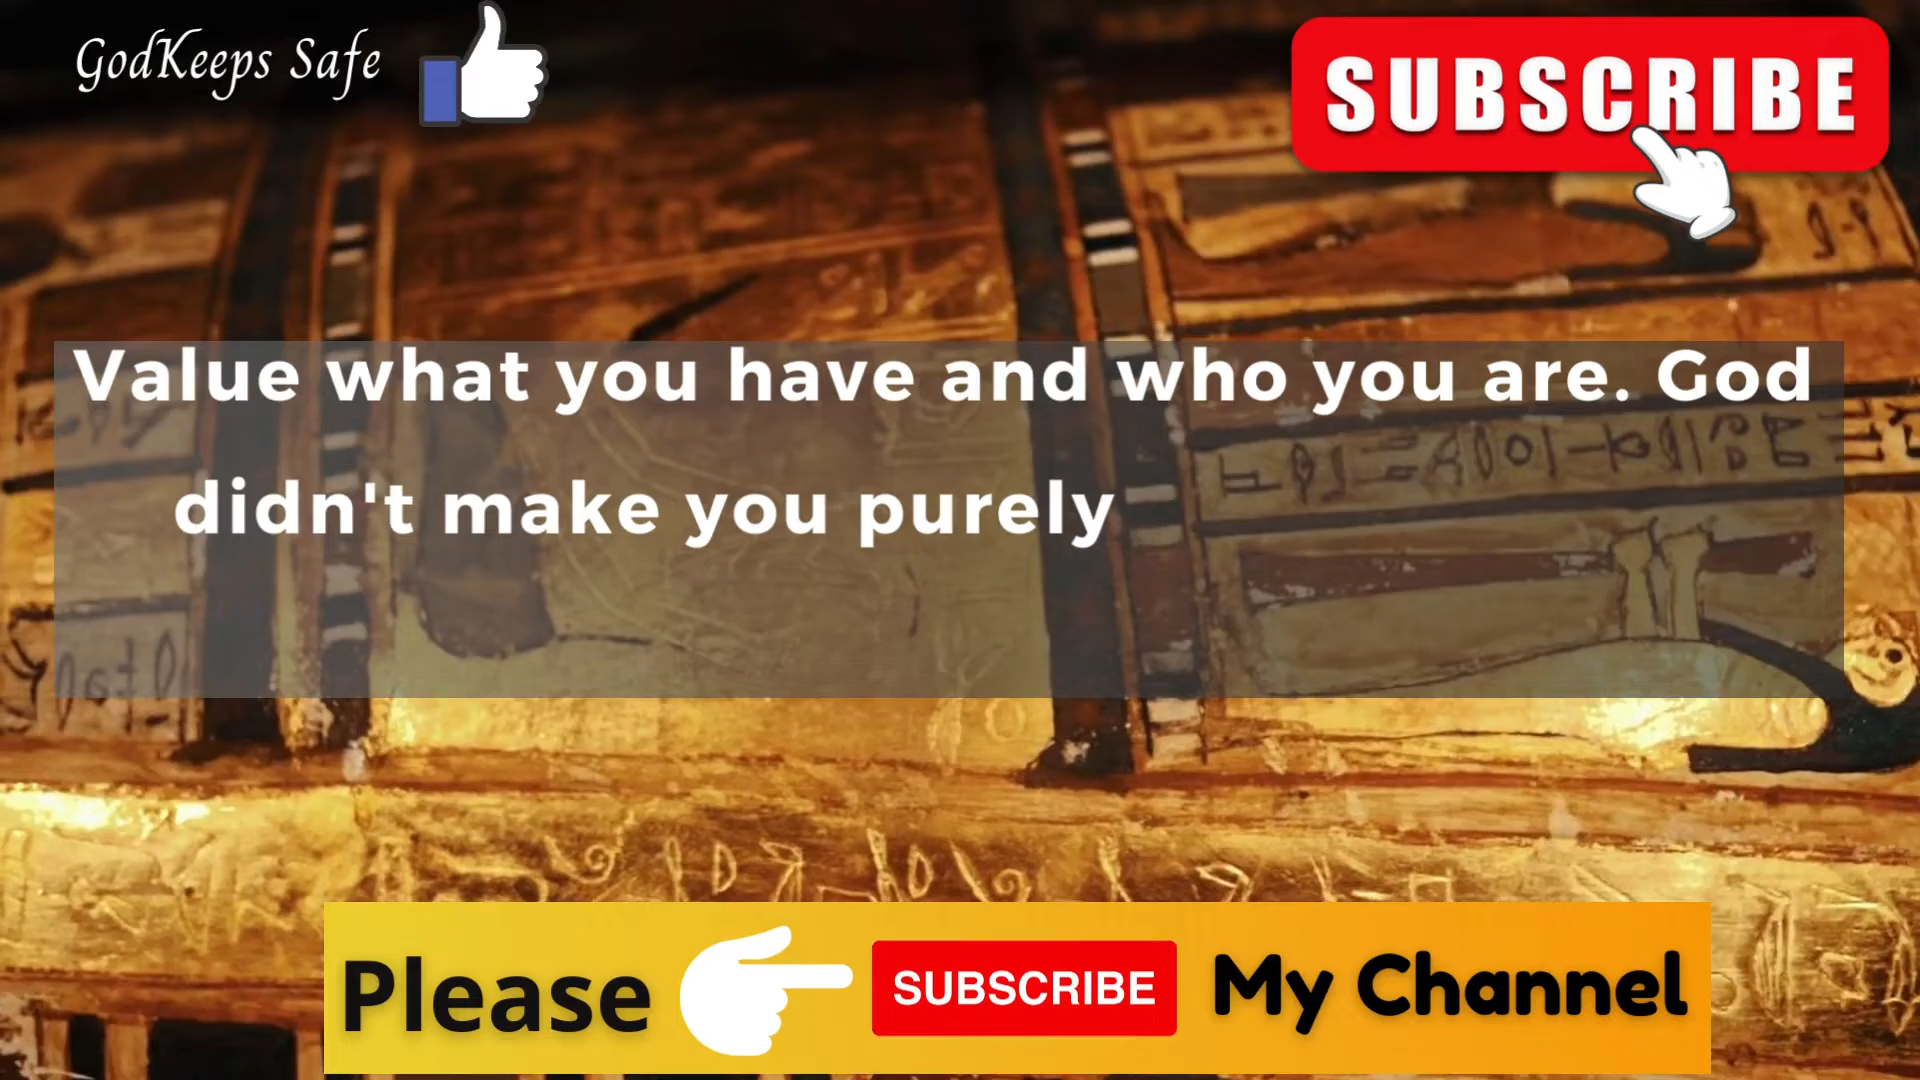 GodKeeps Safe
SUBSCRIBE
Value what you have and who you are. God
didn't make you purely
Please SUBSCRIBE My Channel